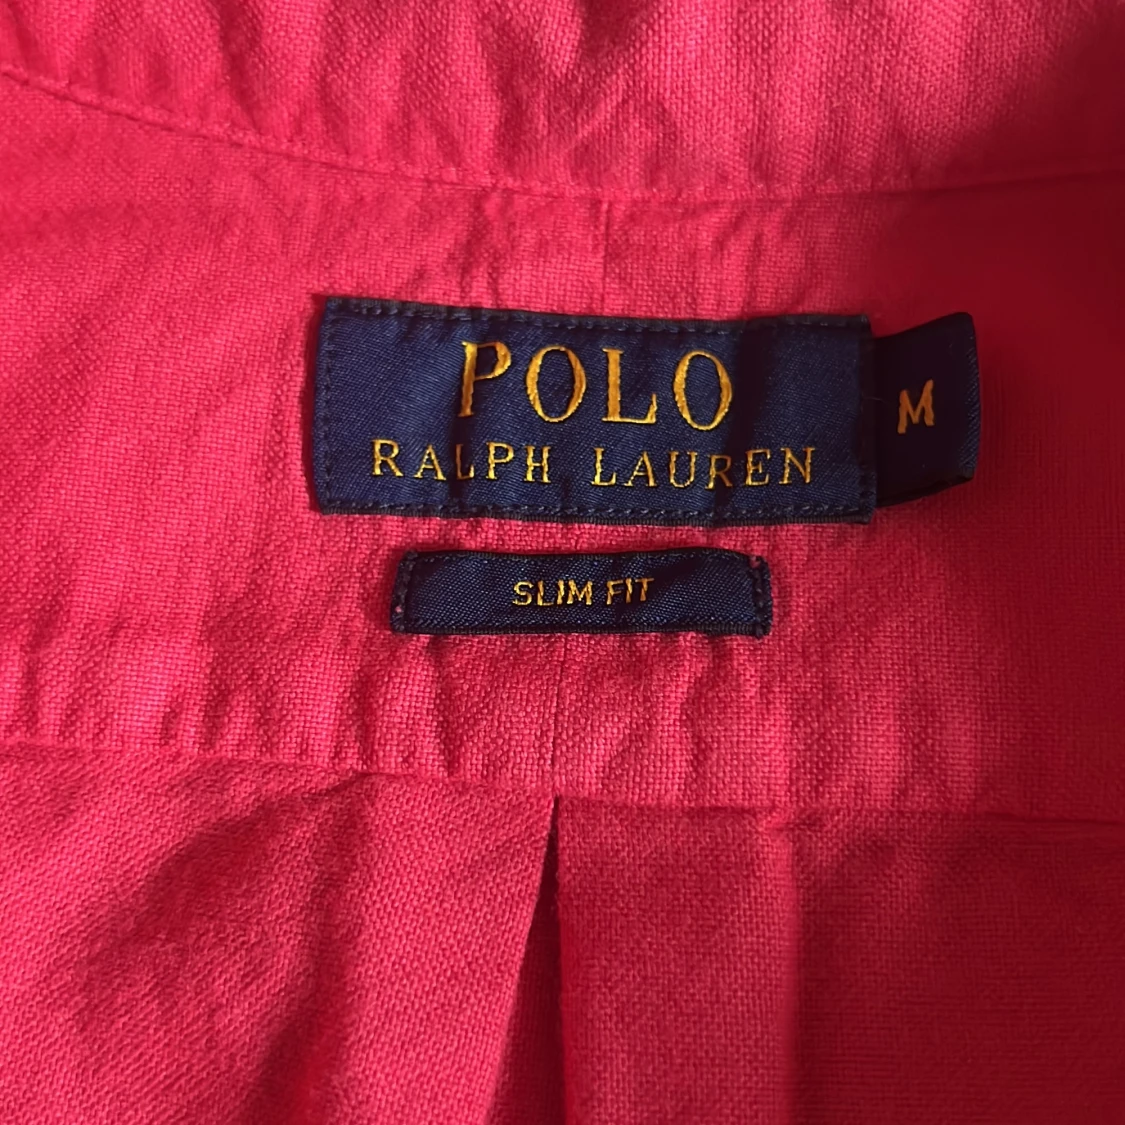 POLO
RALPH LAUREN
M
SLIM FIT